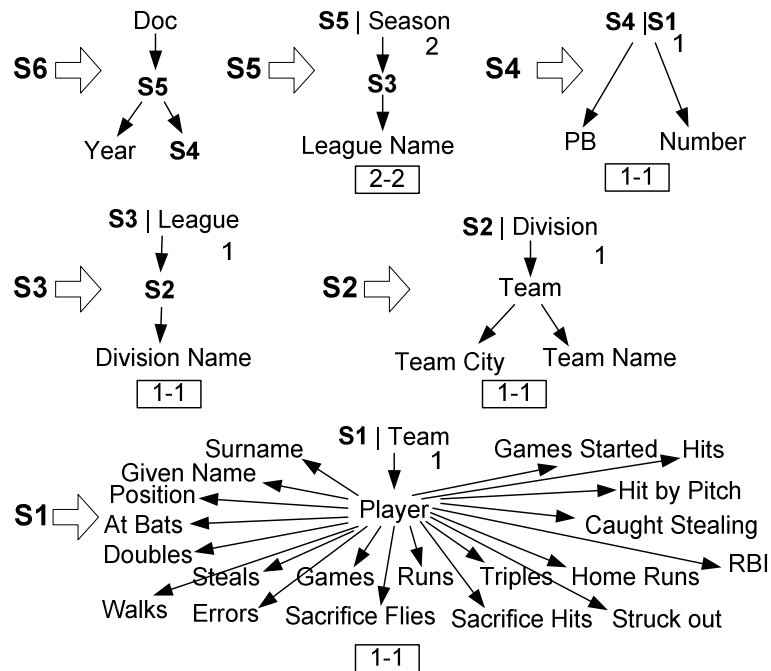 Doc
S5 | Season
2
S4 |S1
1
S6
S5
S5
S3
S4
Year
S4
League Name
2-2
PB
Number
1-1
S3 | League
1
S2 | Division
1
S3
S2
S2
Team
Division Name
1-1
Team City
Team Name
1-1
S1 | Team
1
Surname
Games Started
Hits
Given Name
Position
Hit by Pitch
S1
Player
At Bats
Caught Stealing
Doubles
RBI
Steals
Games
Runs
Triples
Home Runs
Walks
Errors
Sacrifice Flies
Sacrifice Hits
Struck out
1-1